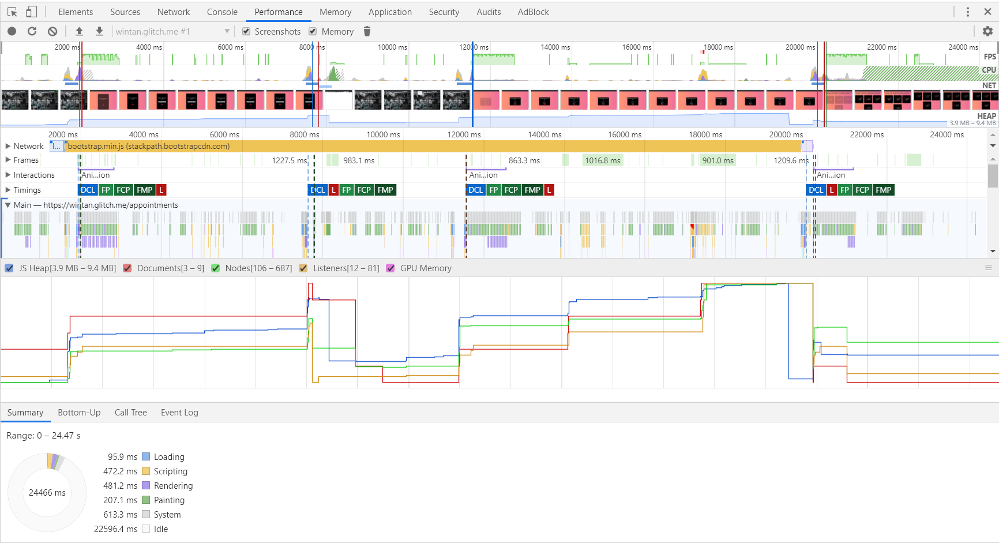 Elements Sources Network Console Performance Memory Application Security Audits AdBlock
wintan.glitch.me #1 Screenshots Memory
2000 ms 4000 ms 6000 ms 8000 ms 10000 ms 12000 ms 14000 ms 16000 ms 18000 ms 20000 ms 22000 ms 24000 ms
FPS
CPU
NET
HEAP
3.9 MB – 9.4 MB
2000 ms 4000 ms 6000 ms 8000 ms 10000 ms 12000 ms 14000 ms 16000 ms 18000 ms 20000 ms 22000 ms 24000 ms
Network l... bootstrap.min.js (stackpath.bootstrapcdn.com)
Frames 1227.5 ms 983.1 ms 863.3 ms 1016.8 ms 901.0 ms 1209.6 ms
Interactions Ani...ion Ani...ion Ani...ion
Timings DCL FP FCP FMP L DCL L FP FCP FMP DCL FP FCP FMP L DCL L FP FCP FMP
Main — https://wintan.glitch.me/appointments
JS Heap[3.9 MB – 9.4 MB] Documents[3 – 9] Nodes[106 – 687] Listeners[12 – 81] GPU Memory
Summary Bottom-Up Call Tree Event Log
Range: 0 – 24.47 s
24466 ms
95.9 ms Loading
472.2 ms Scripting
481.2 ms Rendering
207.1 ms Painting
613.3 ms System
22596.4 ms Idle